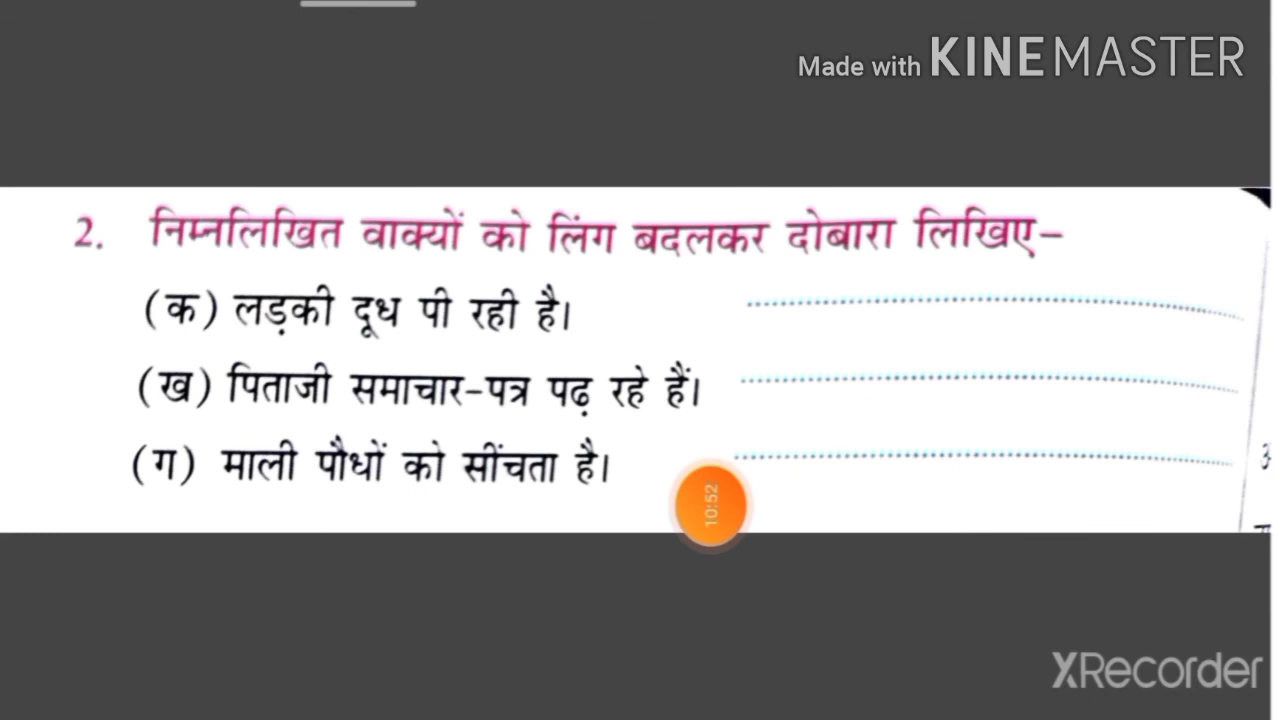 Made with KINEMASTER
2. निम्नलिखित वाक्यों को लिंग बदलकर दोबारा लिखिए–
(क) लड़की दूध पी रही है। ........................
(ख) पिताजी समाचार-पत्र पढ़ रहे हैं। ........................
(ग) माली पौधों को सींचता है। ........................
10:52
XRecorder